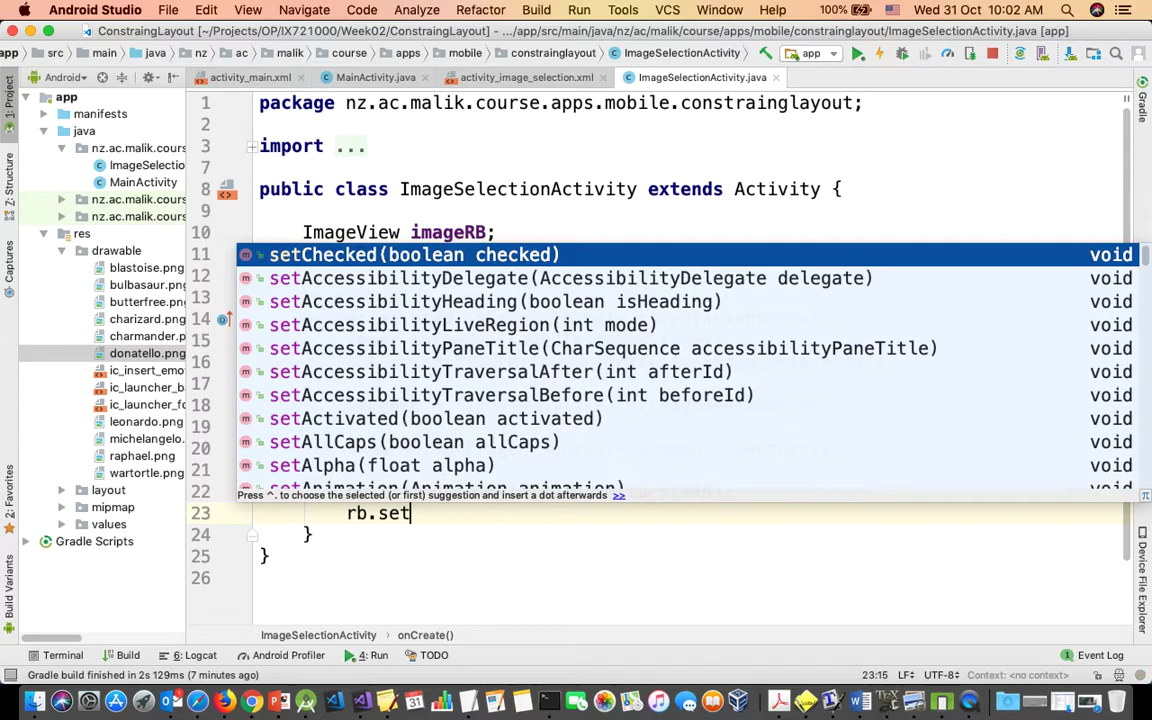 Android Studio File Edit View Navigate Code Analyze Refactor Build Run Tools VCS Window Help 100% Wed 31 Oct 10:02 AM
ConstraingLayout [~/Practices/OP/IX721000/Week02/ConstraingLayout] - .../app/src/main/java/nz/ac/malik/course/apps/mobile/constrainglayout/ImageSelectionActivity.java [app]
app src main java nz ac malik course apps mobile constrainglayout ImageSelectionActivity app
Android activity_main.xml MainActivity.java activity_image_selection.xml ImageSelectionActivity.java
1: Project
7: Structure
Captures
2: Favorites
Build Variants
app
manifests
java
nz.ac.malik.cours
ImageSelectio
MainActivity
nz.ac.malik.cours
nz.ac.malik.cours
res
drawable
blastoise.png
bulbasaur.png
butterfree.png
charizard.png
charmander.p
donatello.png
ic_insert_emo
ic_launcher_b
ic_launcher_fo
leonardo.png
michelangelo.
raphael.png
wartortle.png
layout
mipmap
values
Gradle Scripts
1 package nz.ac.malik.course.apps.mobile.constrainglayout;
2
3 import ...
7
8 public class ImageSelectionActivity extends Activity {
9
10 ImageView imageRB;
11
12
13
14
15
16
17
18
19
20
21
22
23 rb.set
24 }
25 }
26
setChecked(boolean checked) void
setAccessibilityDelegate(AccessibilityDelegate delegate) void
setAccessibilityHeading(boolean isHeading) void
setAccessibilityLiveRegion(int mode) void
setAccessibilityPaneTitle(CharSequence accessibilityPaneTitle) void
setAccessibilityTraversalAfter(int afterId) void
setAccessibilityTraversalBefore(int beforeId) void
setActivated(boolean activated) void
setAllCaps(boolean allCaps) void
setAlpha(float alpha) void
setAnimation(Animation animation) void
Press ^. to choose the selected (or first) suggestion and insert a dot afterwards >>
Gradle
Device File Explorer
ImageSelectionActivity onCreate()
Terminal Build 6: Logcat Android Profiler 4: Run TODO 1 Event Log
Gradle build finished in 2s 129ms (7 minutes ago) 23:15 LF UTF-8 Context: <no context>